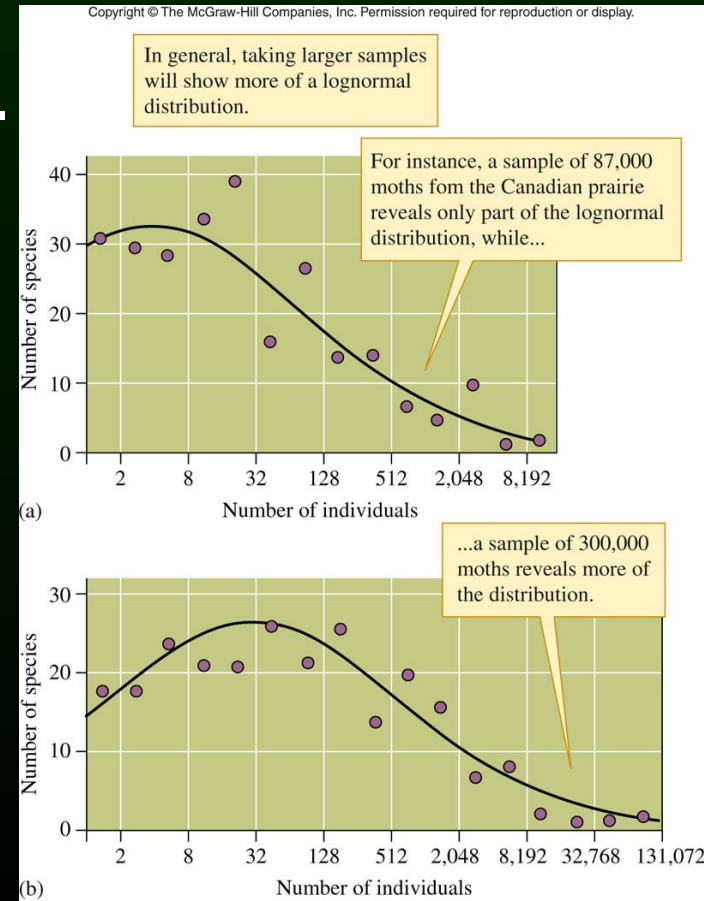 Copyright © The McGraw-Hill Companies, Inc. Permission required for reproduction or display.
In general, taking larger samples
will show more of a lognormal
distribution.
For instance, a sample of 87,000
moths fom the Canadian prairie
reveals only part of the lognormal
distribution, while...
Number of species
40
30
20
10
0
2 8 32 128 512 2,048 8,192
(a) Number of individuals
...a sample of 300,000
moths reveals more of
the distribution.
Number of species
30
20
10
0
2 8 32 128 512 2,048 8,192 32,768 131,072
(b) Number of individuals